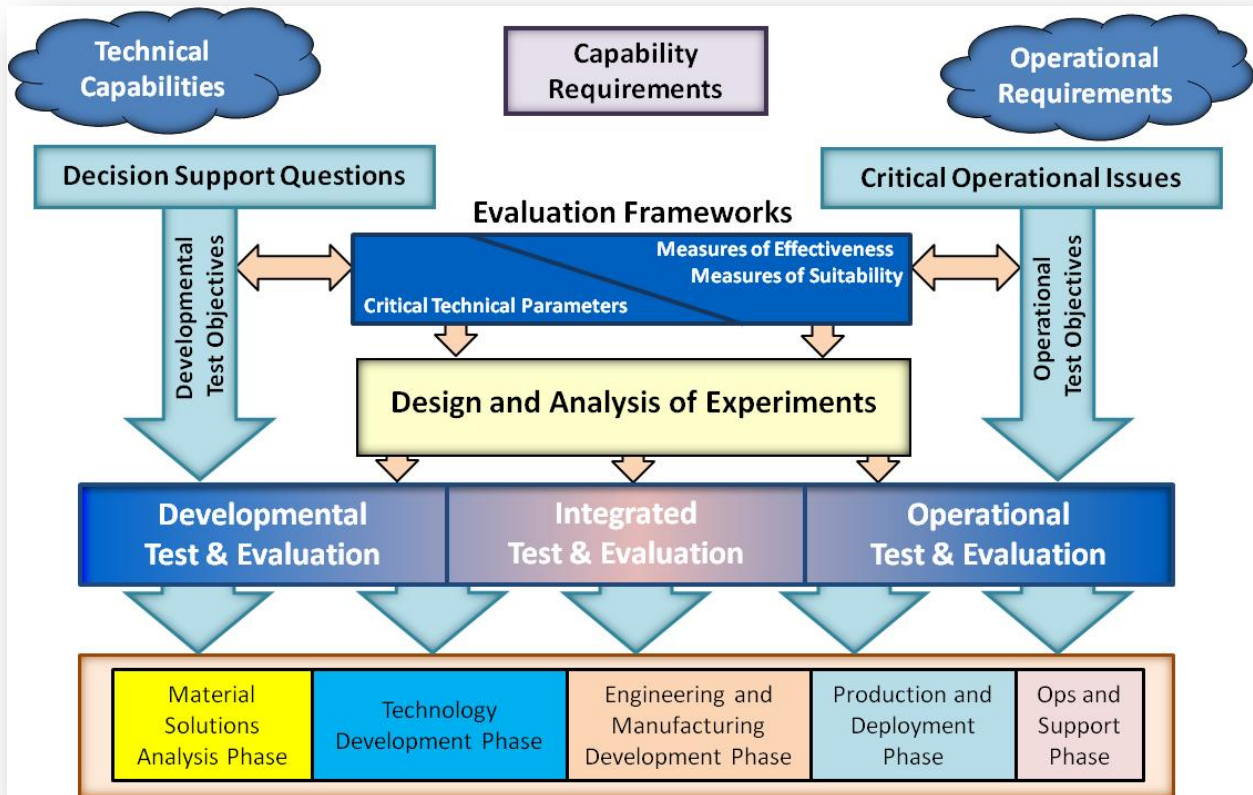 Technical
Capabilities
Capability
Requirements
Operational
Requirements
Decision Support Questions
Critical Operational Issues
Evaluation Frameworks
Measures of Effectiveness
Measures of Suitability
Critical Technical Parameters
Developmental
Test Objectives
Operational
Test Objectives
Design and Analysis of Experiments
Developmental
Test & Evaluation
Integrated
Test & Evaluation
Operational
Test & Evaluation
Material
Solutions
Analysis Phase
Technology
Development Phase
Engineering and
Manufacturing
Development Phase
Production and
Deployment
Phase
Ops and
Support
Phase